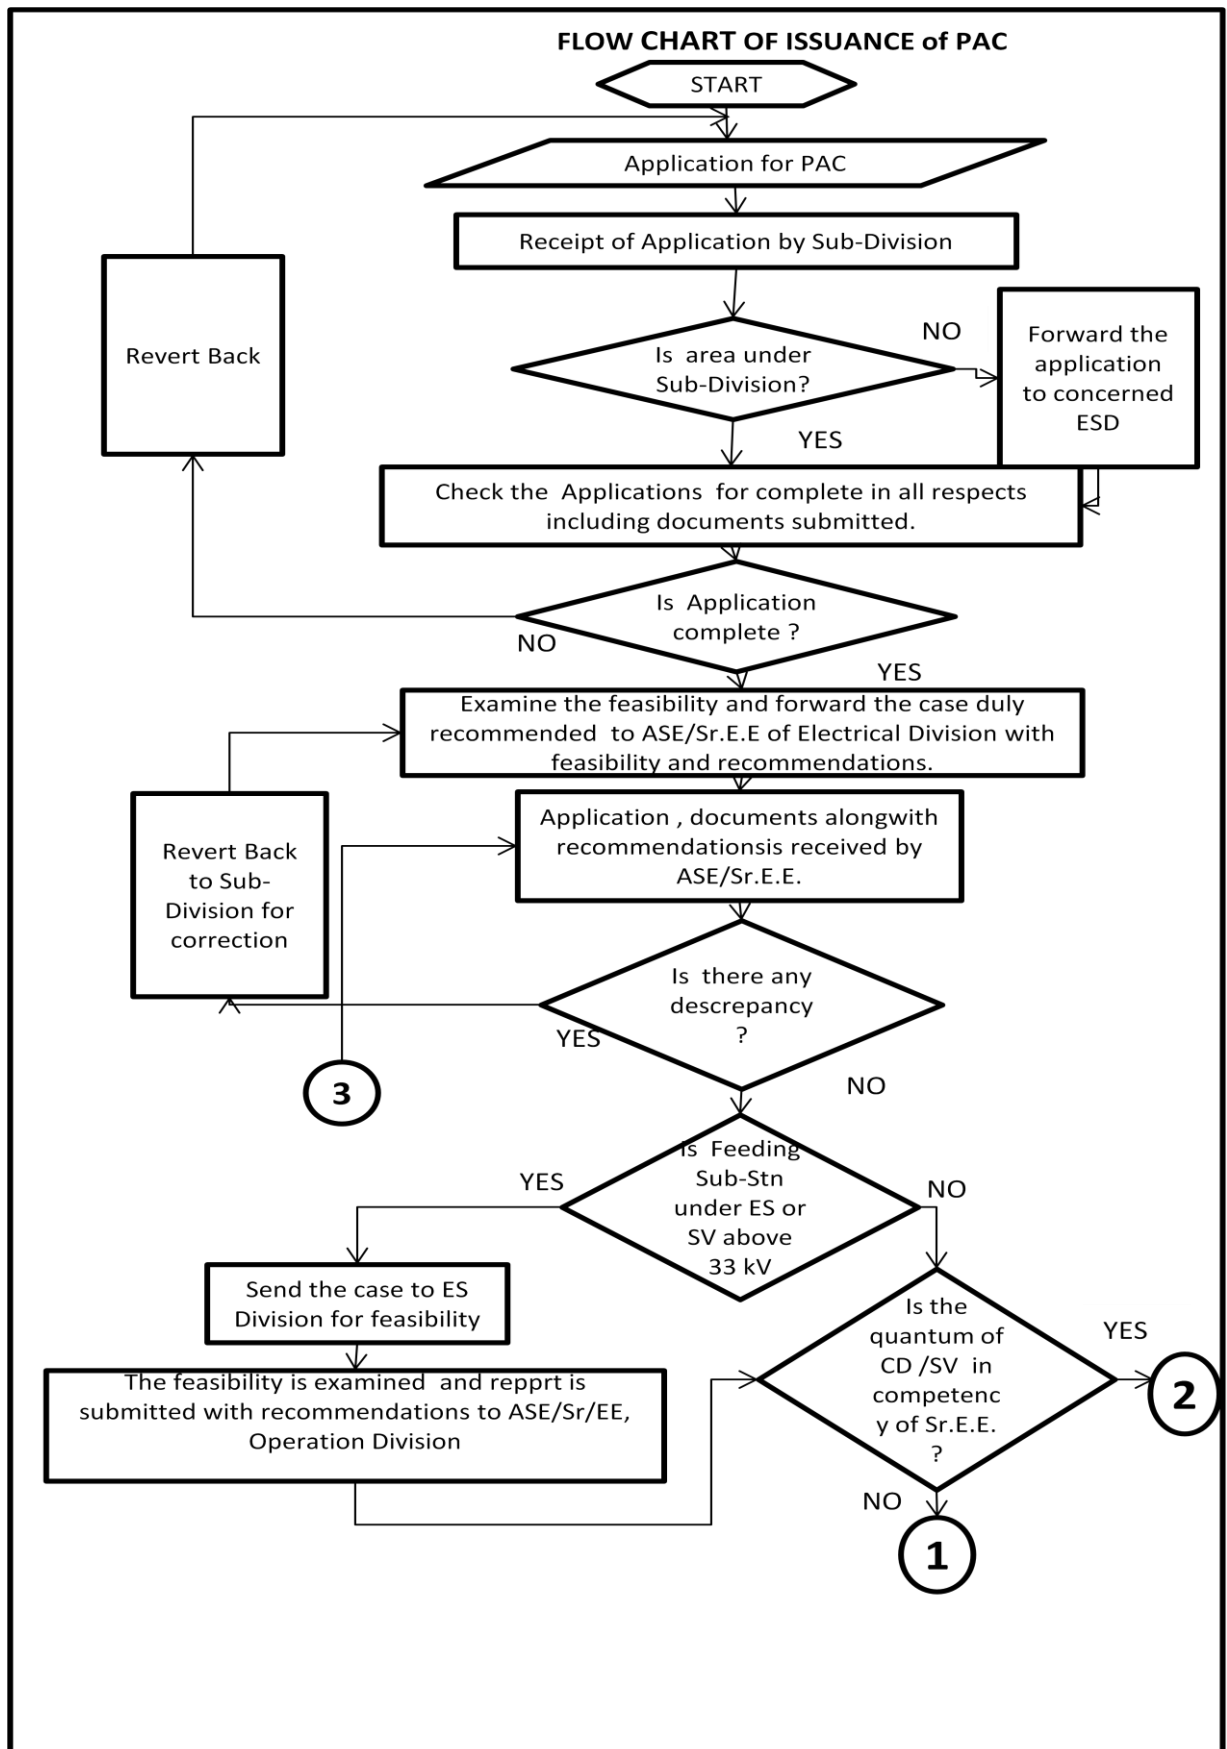 FLOW CHART OF ISSUANCE of PAC
START
Application for PAC
Receipt of Application by Sub-Division
Is area under
Sub-Division?
NO
Forward the
application
to concerned
ESD
YES
Revert Back
Check the Applications for complete in all respects
including documents submitted.
Is Application
complete ?
NO
YES
Examine the feasibility and forward the case duly
recommended to ASE/Sr.E.E of Electrical Division with
feasibility and recommendations.
Revert Back
to Sub-
Division for
correction
Application , documents alongwith
recommendationsis received by
ASE/Sr.E.E.
Is there any
descrepancy
?
YES
NO
3
Is Feeding
Sub-Stn
under ES or
SV above
33 kV
YES
NO
Send the case to ES
Division for feasibility
The feasibility is examined and repprt is
submitted with recommendations to ASE/Sr/EE,
Operation Division
Is the
quantum of
CD /SV in
competenc
y of Sr.E.E.
?
YES
2
NO
1